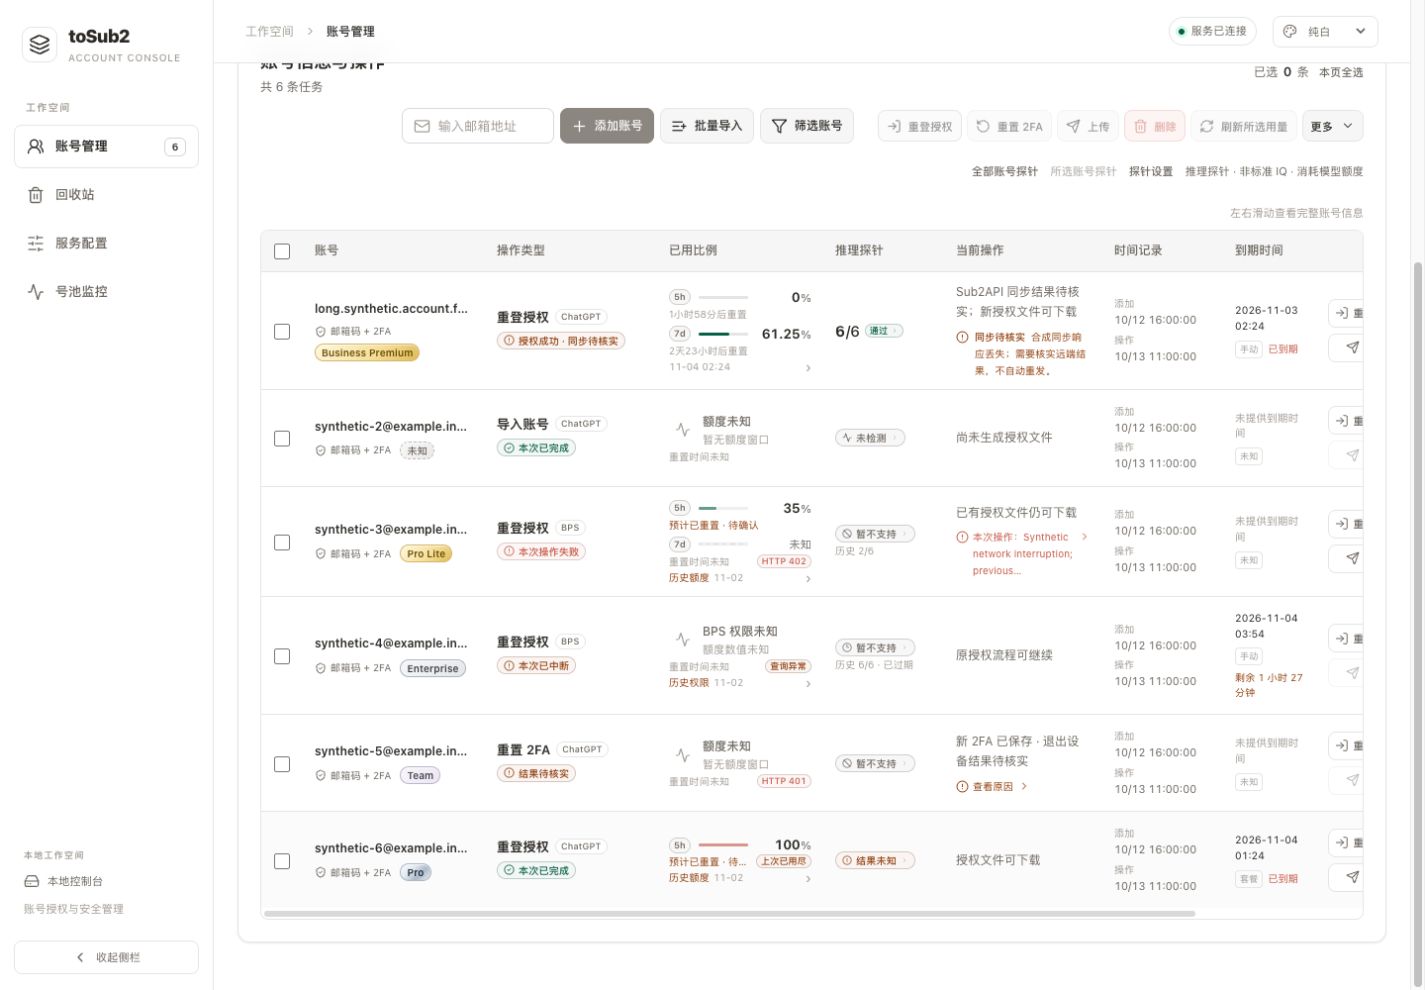 toSub2
ACCOUNT CONSOLE
工作空间
账号管理 6
回收站
服务配置
号池监控
本地工作空间
本地控制台
账号授权与安全管理
收起侧栏
工作空间 > 账号管理
服务已连接
纯白
账号信息与操作
共 6 条任务
已选 0 条 本页全选
输入邮箱地址
添加账号
批量导入
筛选账号
重登授权
重置 2FA
上传
删除
刷新所选用量
更多
全部账号探针 所选账号探针 探针设置 推理探针 · 非标准 IQ · 消耗模型额度
左右滑动查看完整账号信息
账号 操作类型 已用比例 推理探针 当前操作 时间记录 到期时间
long.synthetic.account.f...
邮箱码 + 2FA
Business Premium
重登授权 ChatGPT
授权成功 · 同步待核实
5h 0%
1小时58分后重置
7d 61.25%
2天23小时后重置
11-04 02:24
6/6 通过
Sub2API 同步结果待核
实；新授权文件可下载
同步待核实 合成同步响
应丢失；需要核实远端结
果，不自动重发。
添加
10/12 16:00:00
操作
10/13 11:00:00
2026-11-03
02:24
手动 已到期
重
synthetic-2@example.in...
邮箱码 + 2FA 未知
导入账号 ChatGPT
本次已完成
额度未知
暂无额度窗口
重置时间未知
未检测
尚未生成授权文件
添加
10/12 16:00:00
操作
10/13 11:00:00
未提供到期时
间
未知
重
synthetic-3@example.in...
邮箱码 + 2FA Pro Lite
重登授权 BPS
本次操作失败
5h 35%
预计已重置 · 待确认
7d 未知
重置时间未知 HTTP 402
历史额度 11-02
暂不支持
历史 2/6
已有授权文件仍可下载
本次操作：Synthetic
network interruption;
previous...
添加
10/12 16:00:00
操作
10/13 11:00:00
未提供到期时
间
未知
重
synthetic-4@example.in...
邮箱码 + 2FA Enterprise
重登授权 BPS
本次已中断
BPS 权限未知
额度数值未知
重置时间未知 查询异常
历史权限 11-02
暂不支持
历史 6/6 · 已过期
原授权流程可继续
添加
10/12 16:00:00
操作
10/13 11:00:00
2026-11-04
03:54
手动
剩余 1 小时 27
分钟
重
synthetic-5@example.in...
邮箱码 + 2FA Team
重置 2FA ChatGPT
结果待核实
额度未知
暂无额度窗口
重置时间未知 HTTP 401
暂不支持
新 2FA 已保存 · 退出设
备结果待核实
查看原因
添加
10/12 16:00:00
操作
10/13 11:00:00
未提供到期时
间
未知
重
synthetic-6@example.in...
邮箱码 + 2FA Pro
重登授权 ChatGPT
本次已完成
5h 100%
预计已重置 · 待... 上次已用尽
历史额度 11-02
结果未知
授权文件可下载
添加
10/12 16:00:00
操作
10/13 11:00:00
2026-11-04
01:24
套餐 已到期
重